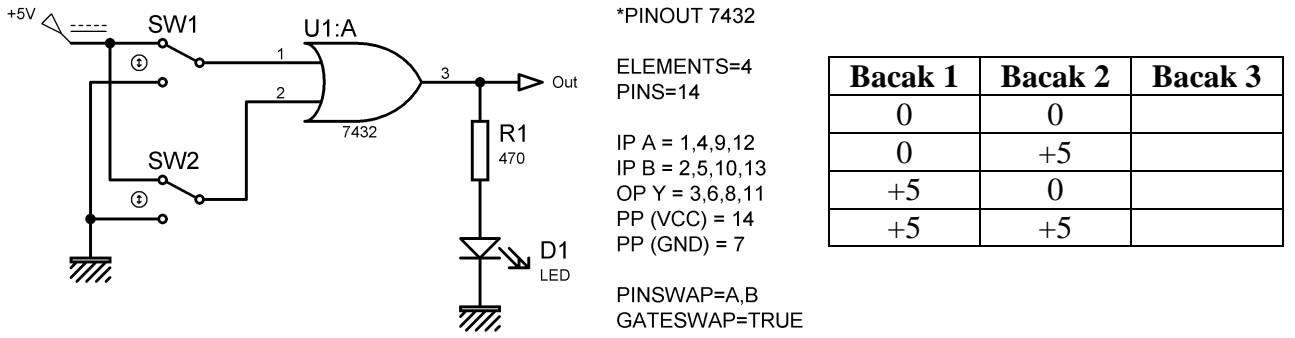 +5V
SW1
U1:A
1
2
3
Out
7432
SW2
R1
470
D1
LED
*PINOUT 7432
ELEMENTS=4
PINS=14
IP A = 1,4,9,12
IP B = 2,5,10,13
OP Y = 3,6,8,11
PP (VCC) = 14
PP (GND) = 7
PINSWAP=A,B
GATESWAP=TRUE
Bacak 1 Bacak 2 Bacak 3
0 0
0 +5
+5 0
+5 +5